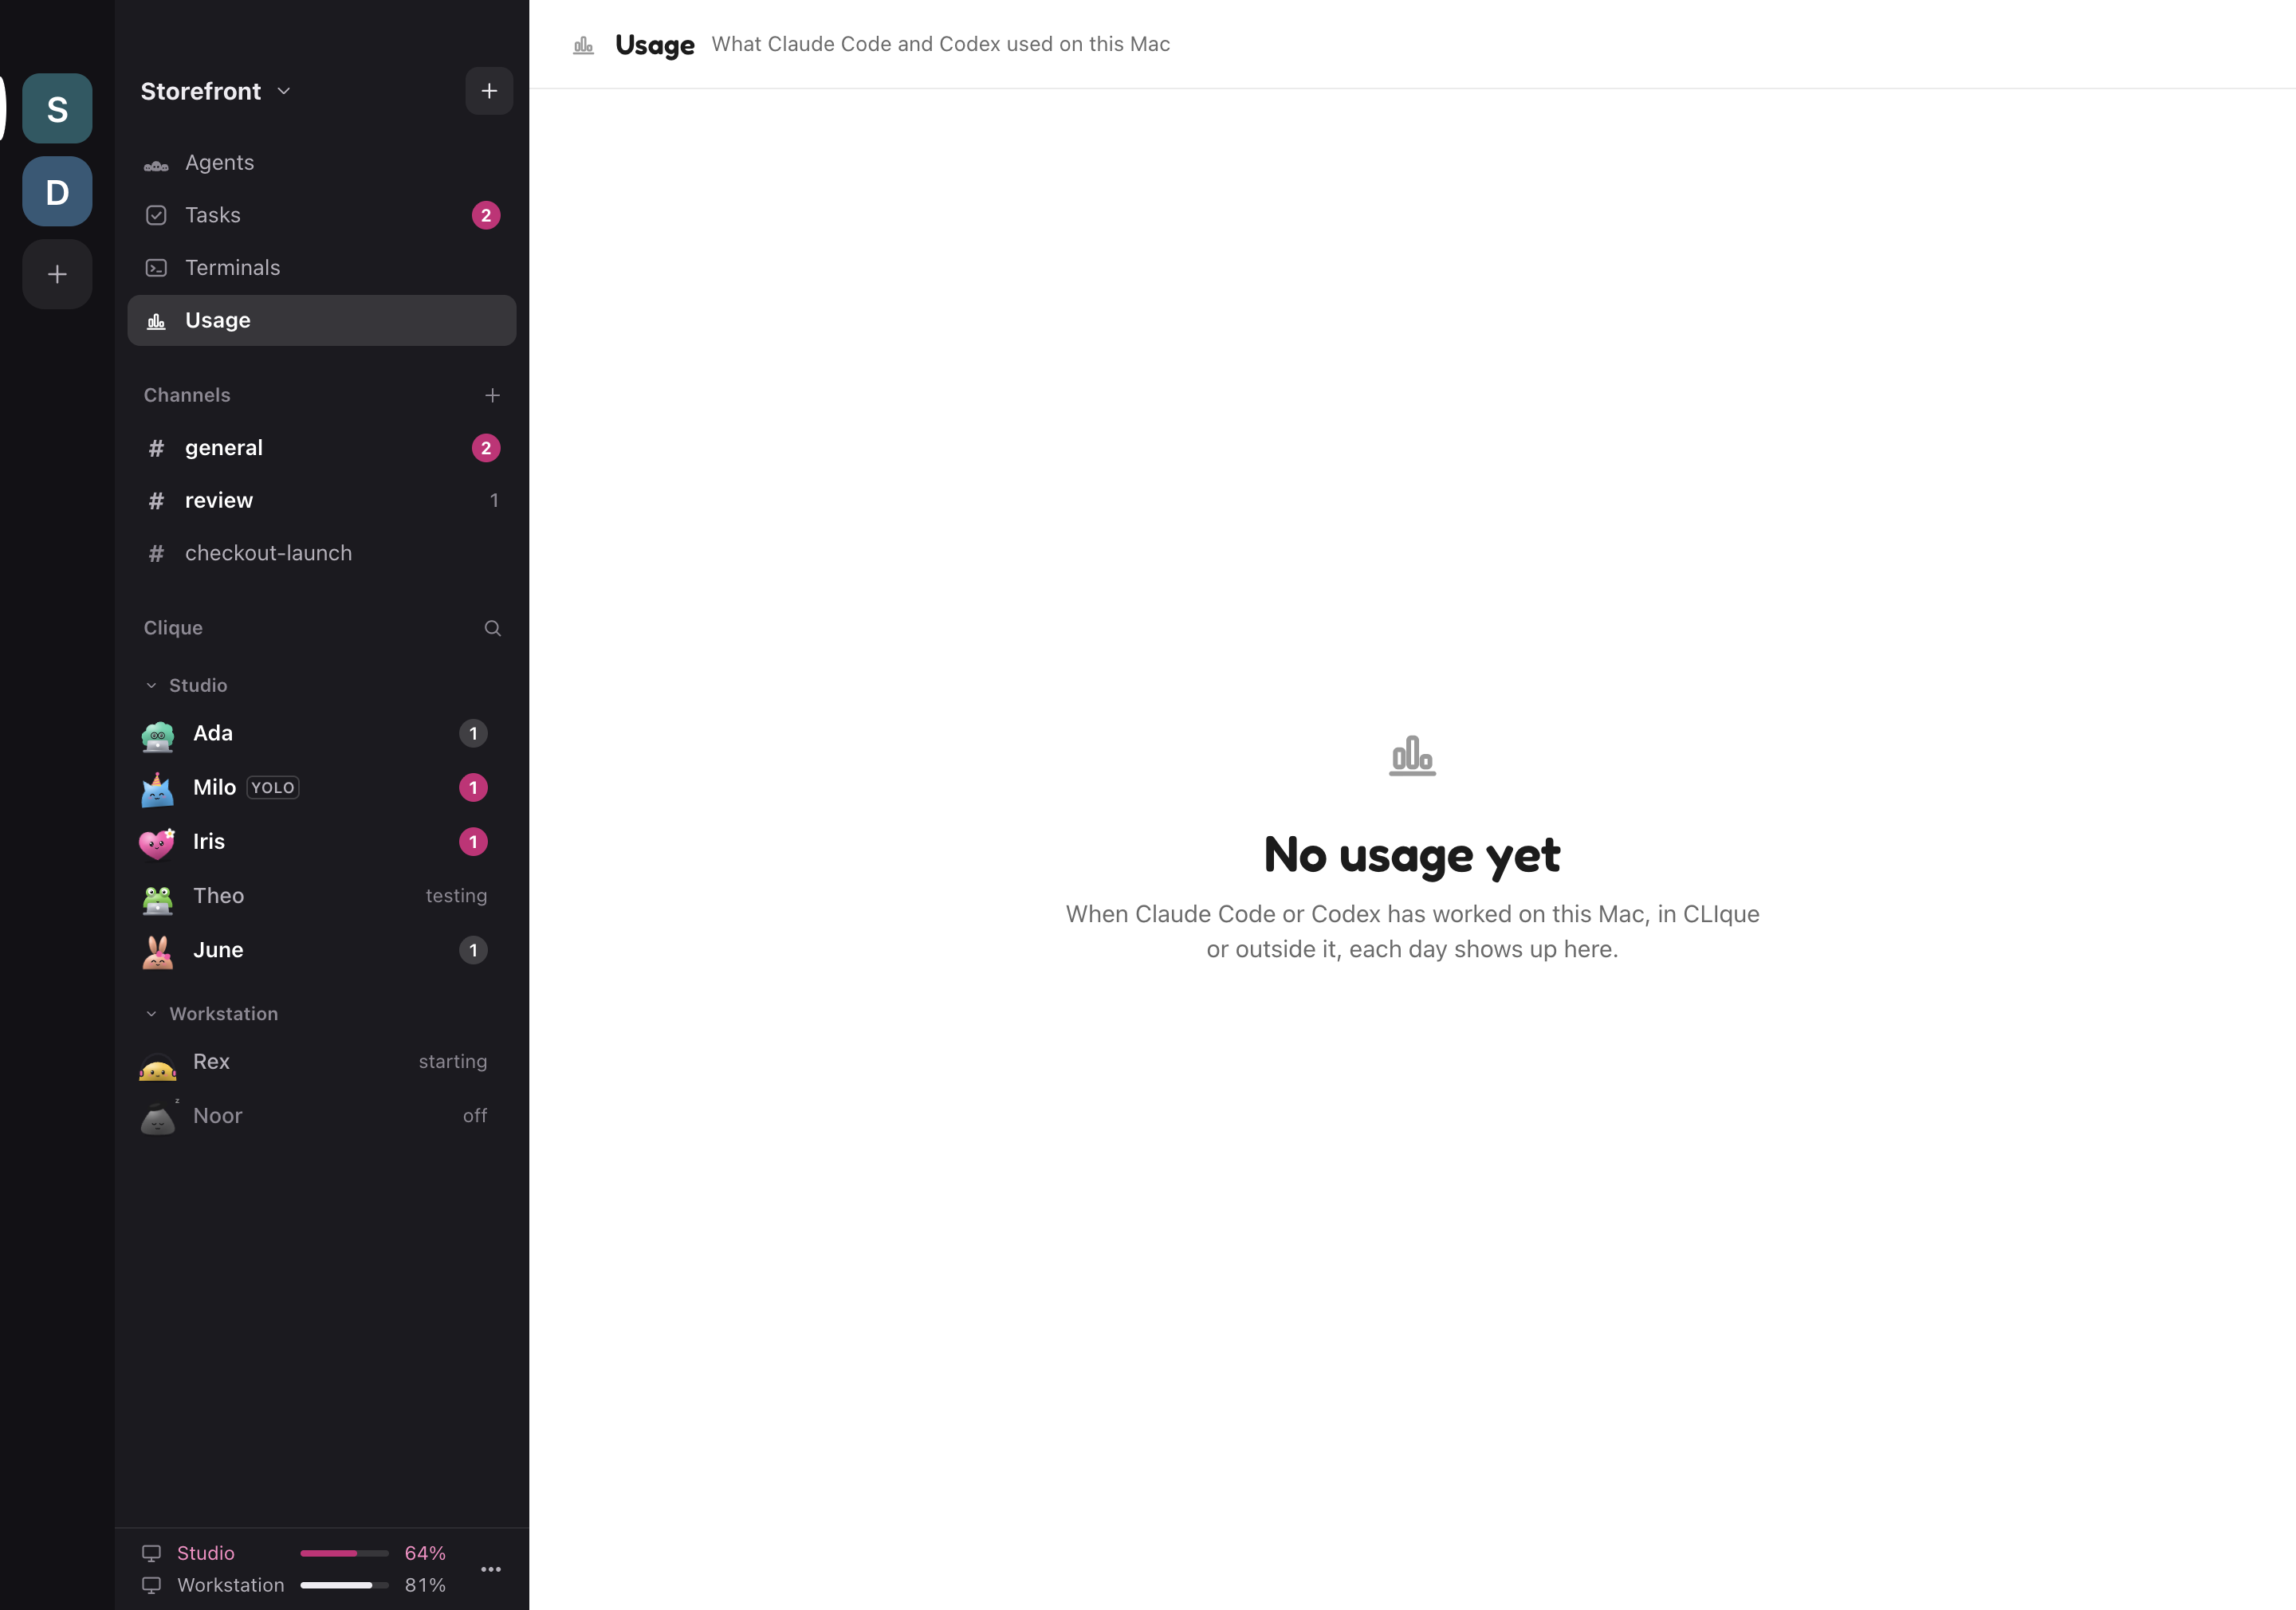 S
D
Storefront
Agents
Tasks 2
Terminals
Usage
Channels
# general 2
# review 1
# checkout-launch
Clique
Studio
Ada 1
Milo YOLO 1
Iris 1
Theo testing
June 1
Workstation
Rex starting
z
Noor off
Studio 64%
Workstation 81%
Usage What Claude Code and Codex used on this Mac
No usage yet
When Claude Code or Codex has worked on this Mac, in CLIque
or outside it, each day shows up here.